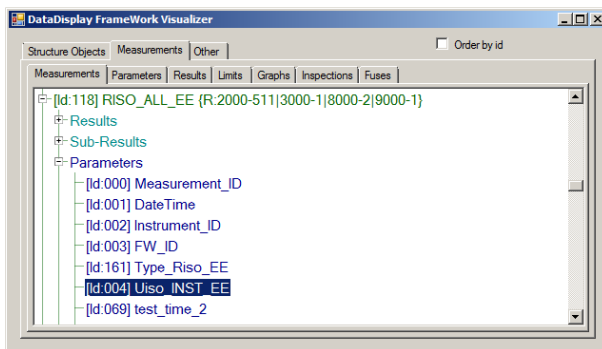 DataDisplay FrameWork Visualizer
Structure Objects Measurements Other Order by id
Measurements Parameters Results Limits Graphs Inspections Fuses
[Id:118] RISO_ALL_EE {R:2000-511|3000-1|8000-2|9000-1}
Results
Sub-Results
Parameters
[Id:000] Measurement_ID
[Id:001] DateTime
[Id:002] Instrument_ID
[Id:003] FW_ID
[Id:161] Type_Riso_EE
[Id:004] Uiso_INST_EE
[Id:069] test_time_2